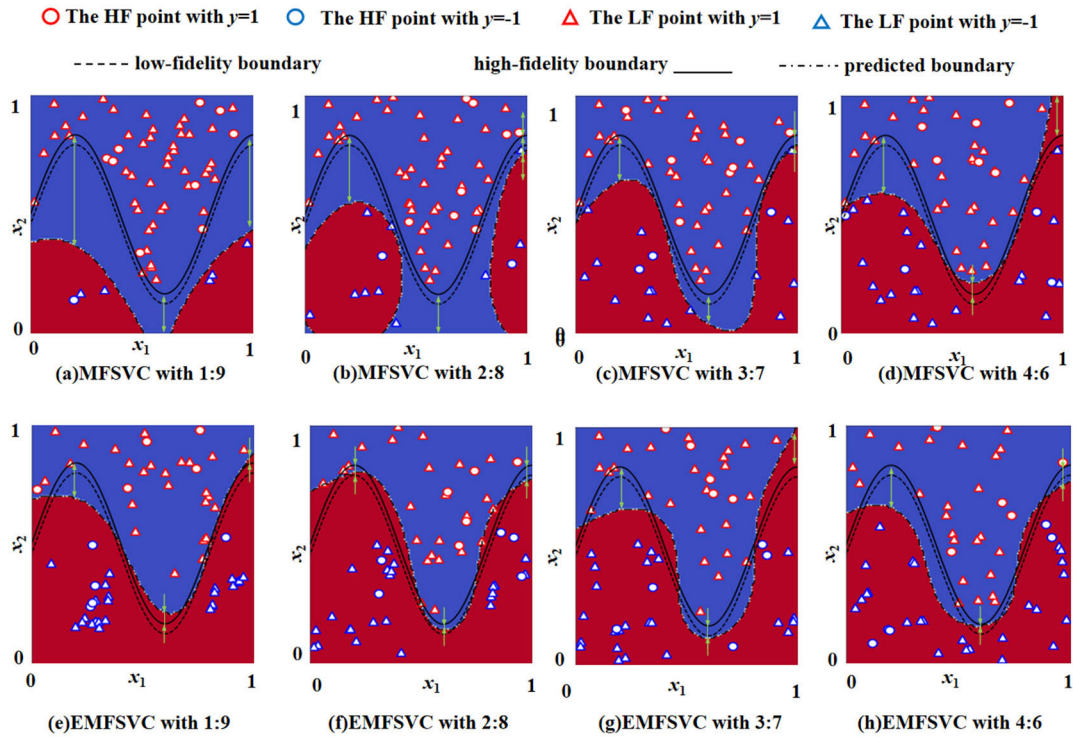 The HF point with y=1
The HF point with y=-1
The LF point with y=1
The LF point with y=-1
low-fidelity boundary
high-fidelity boundary
predicted boundary
1
x2
0
0
x1
1
(a)MFSVC with 1:9
1
x2
0
0
x1
1
(b)MFSVC with 2:8
1
x2
0
0
0
x1
1
(c)MFSVC with 3:7
1
x2
0
0
x1
1
(d)MFSVC with 4:6
1
x2
0
0
x1
1
(e)EMFSVC with 1:9
1
x2
0
0
x1
1
(f)EMFSVC with 2:8
1
x2
0
0
x1
1
(g)EMFSVC with 3:7
1
x2
0
0
x1
1
(h)EMFSVC with 4:6